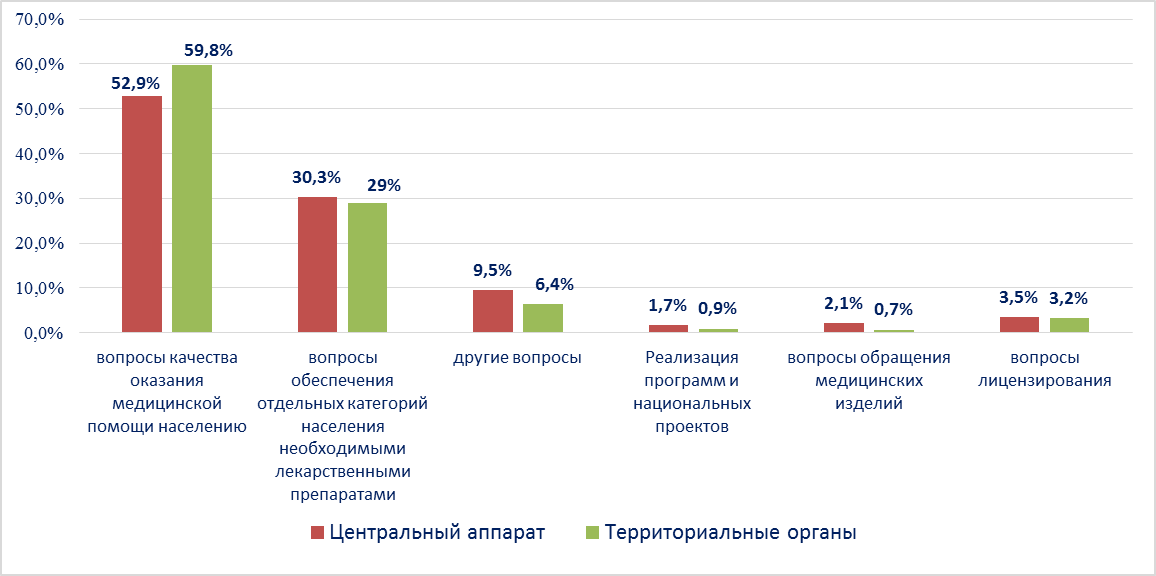 70,0%
60,0%
50,0%
40,0%
30,0%
20,0%
10,0%
0,0%
52,9%
59,8%
30,3%
29%
9,5%
6,4%
1,7%
0,9%
2,1%
0,7%
3,5%
3,2%
вопросы качества
оказания
медицинской
помощи населению
вопросы
обеспечения
отдельных категорий
населения
необходимыми
лекарственными
препаратами
другие вопросы
Реализация
программ и
национальных
проектов
вопросы обращения
медицинских
изделий
вопросы
лицензирования
Центральный аппарат
Территориальные органы